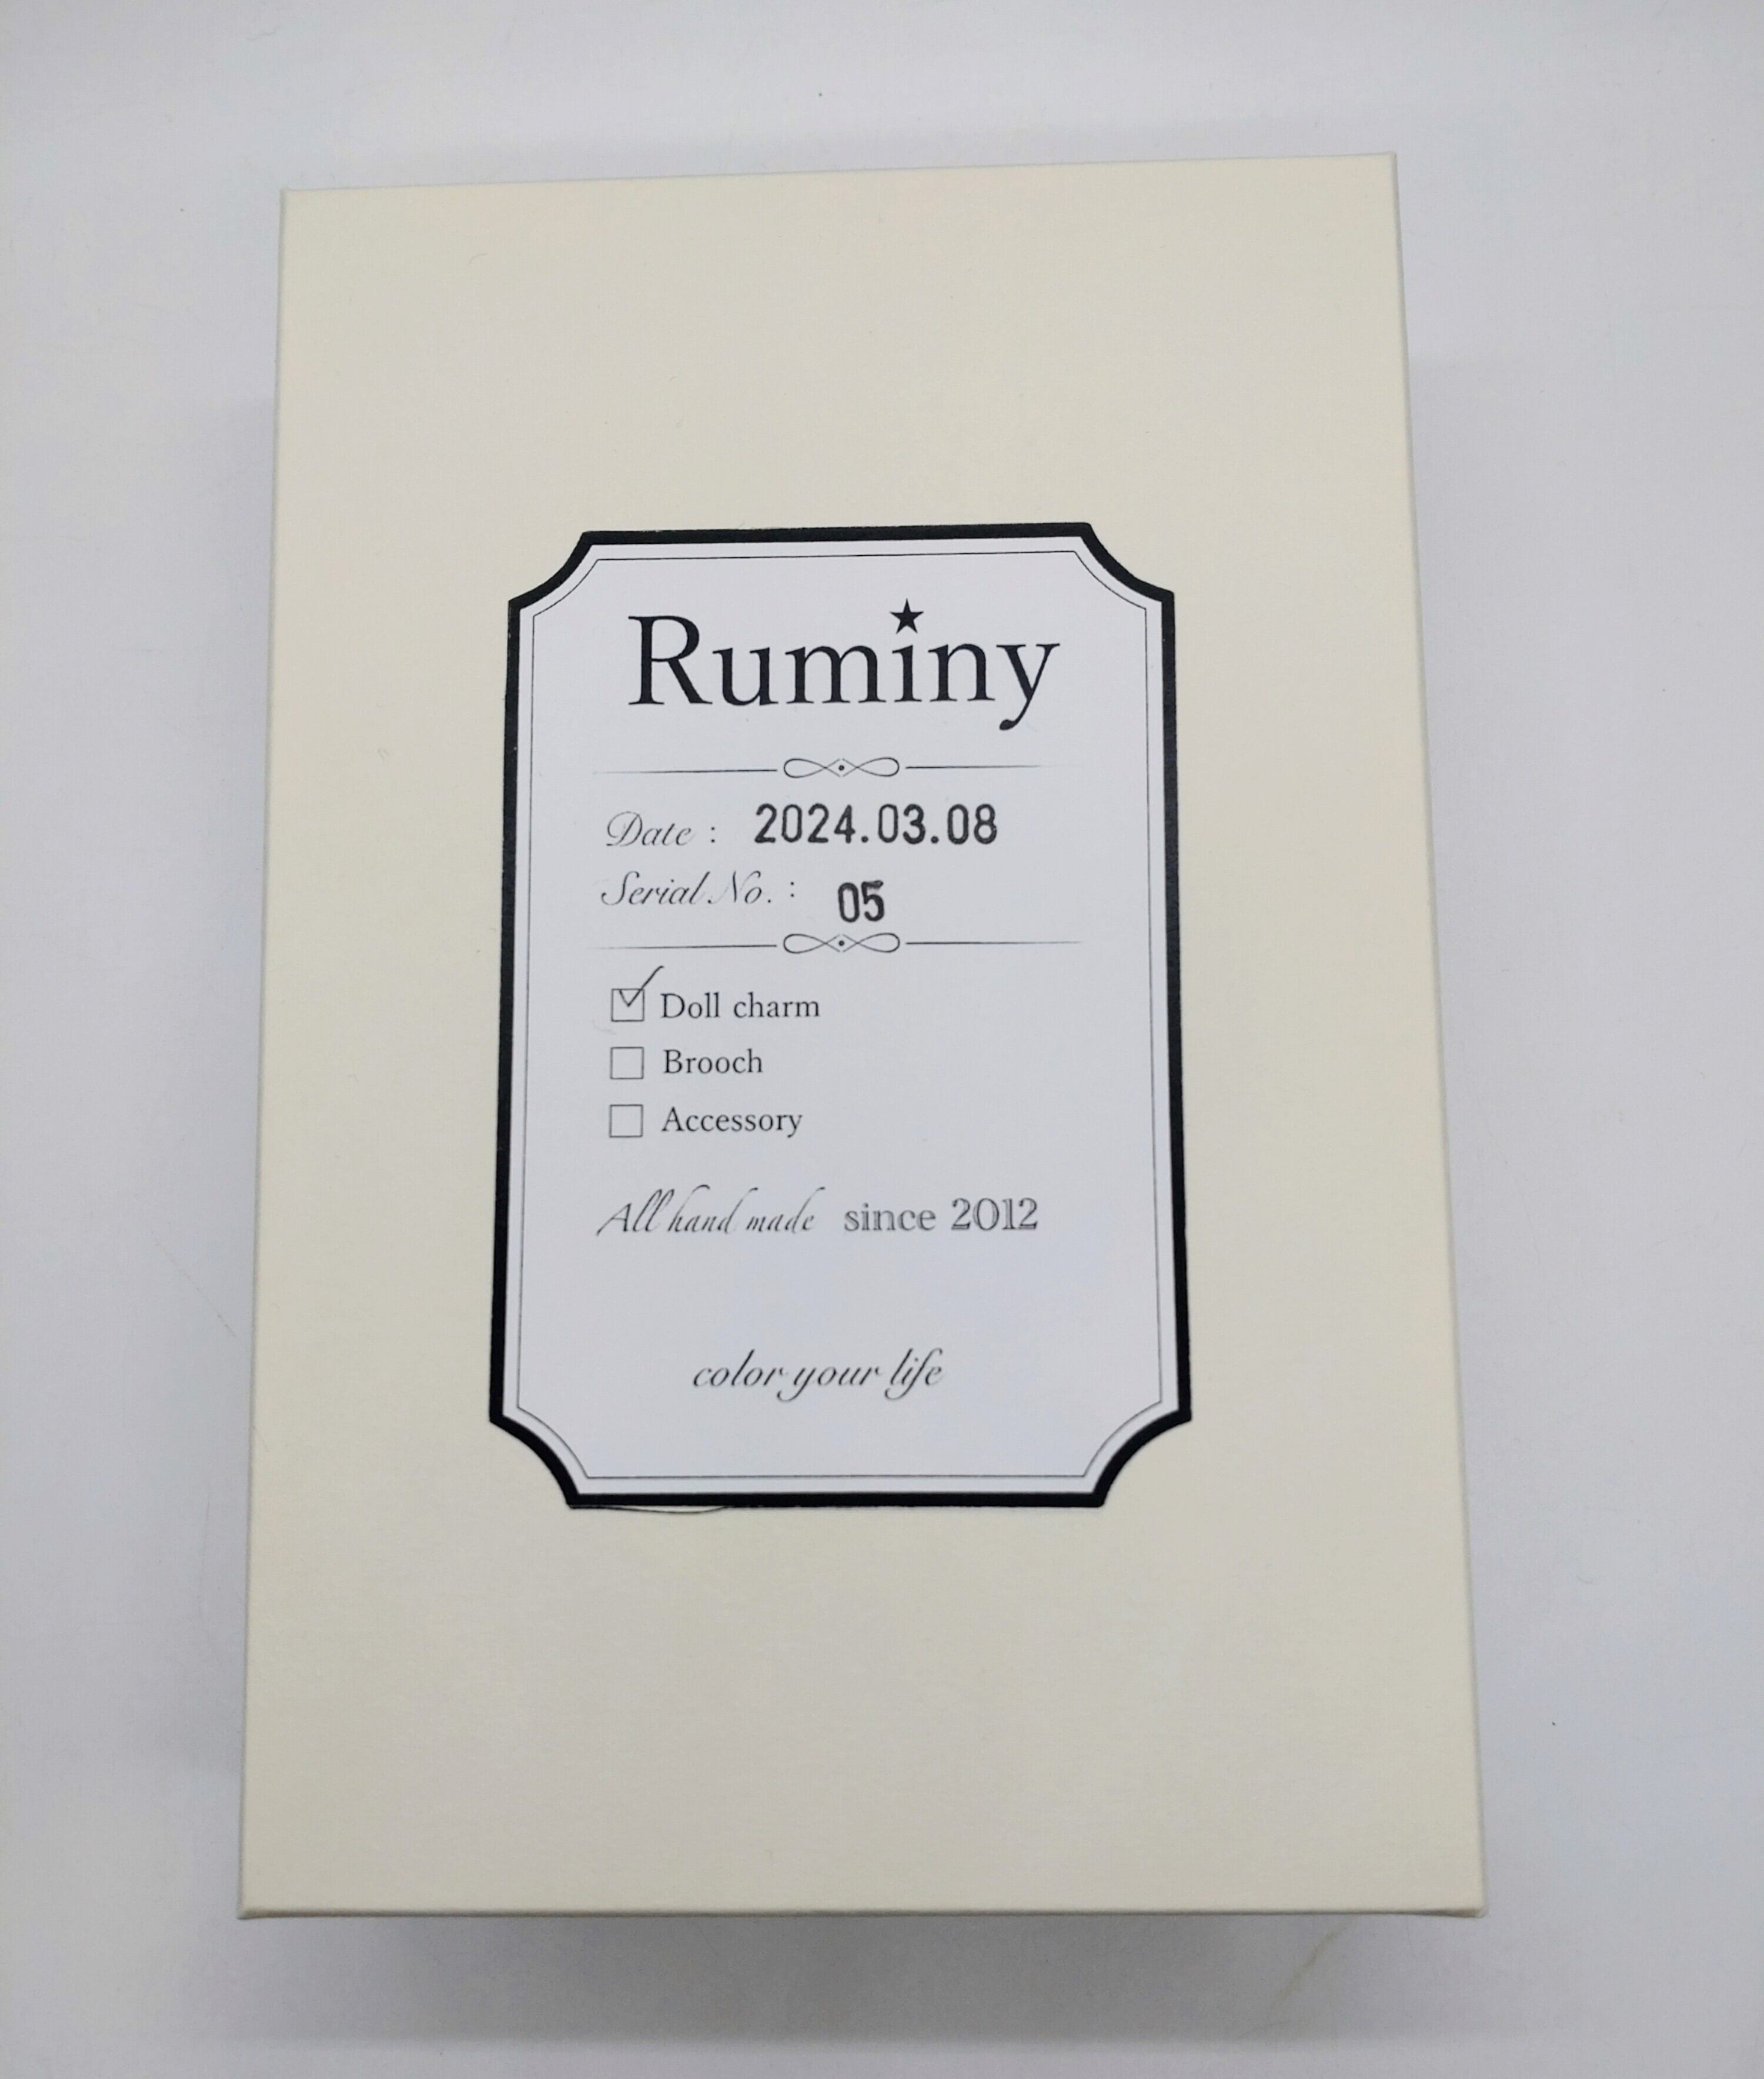 Ruminy
Date : 2024.03.08
Serial No. : 05
Doll charm
Brooch
Accessory
All hand made since 2012
color your life